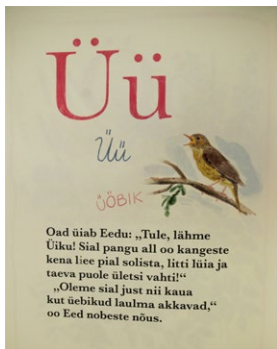 Üü
Üü
ÜÖBIK
Oad üiab Eedu: „Tule, lähme
Üiku! Sial pangu all oo kangeste
kena liee pial solista, litti lüia ja
taeva puole ületsi vahti!“
„Oleme sial just nii kaua
kut üebikud laulma akkavad,“
oo Eed nobeste nõus.